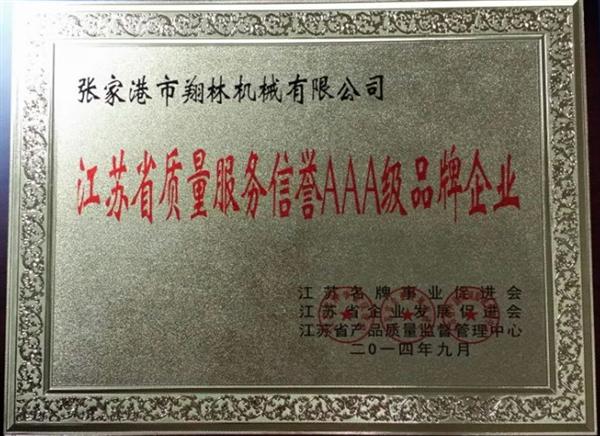 张家港市翔林机械有限公司
江苏省质量服务信誉AAA级品牌企业
江苏名牌事业促进会
江苏省企业发展促进会
江苏省产品质量监督管理中心
二0一四年九月